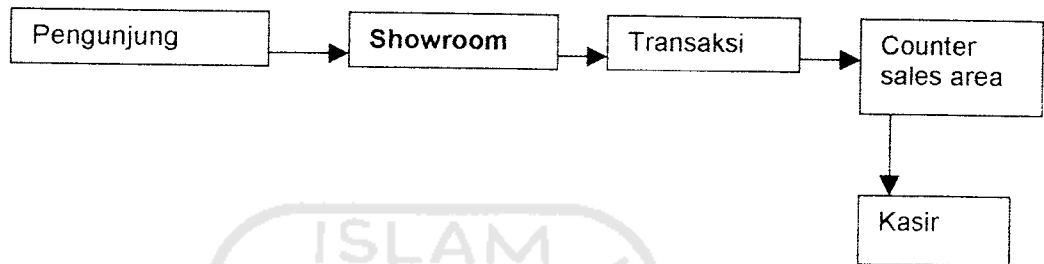 Pengunjung
Showroom
Transaksi
Counter
sales area
Kasir
ISLAM